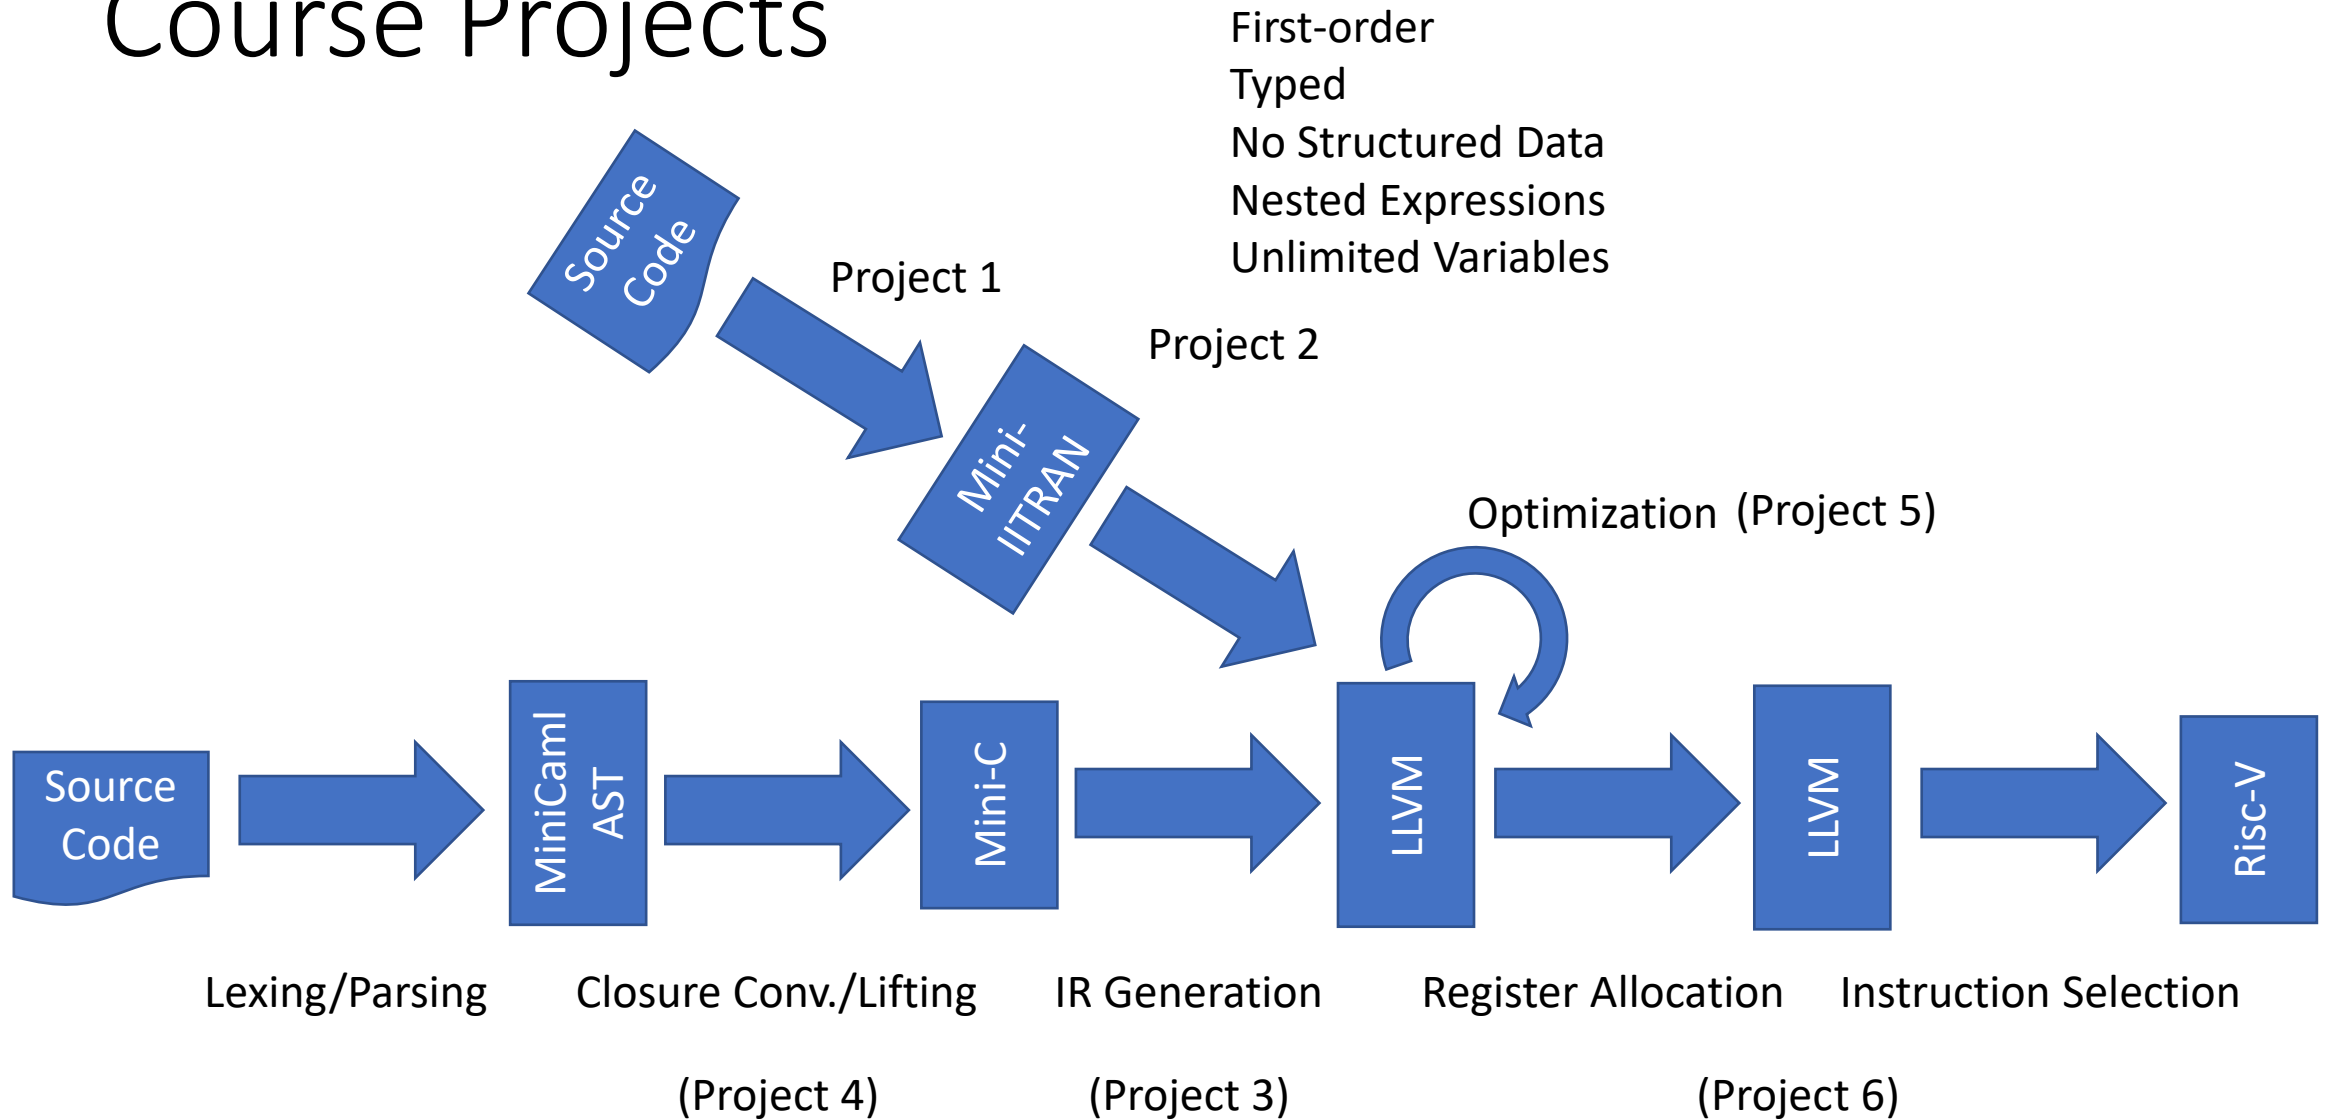 Course Projects
First-order
Typed
No Structured Data
Nested Expressions
Unlimited Variables
Source
Code
Project 1
Project 2
Mini-
IITRAN
Optimization (Project 5)
Source
Code
MiniCaml
AST
Mini-C
LLVM
LLVM
Risc-V
Lexing/Parsing
Closure Conv./Lifting
IR Generation
Register Allocation
Instruction Selection
(Project 4)
(Project 3)
(Project 6)